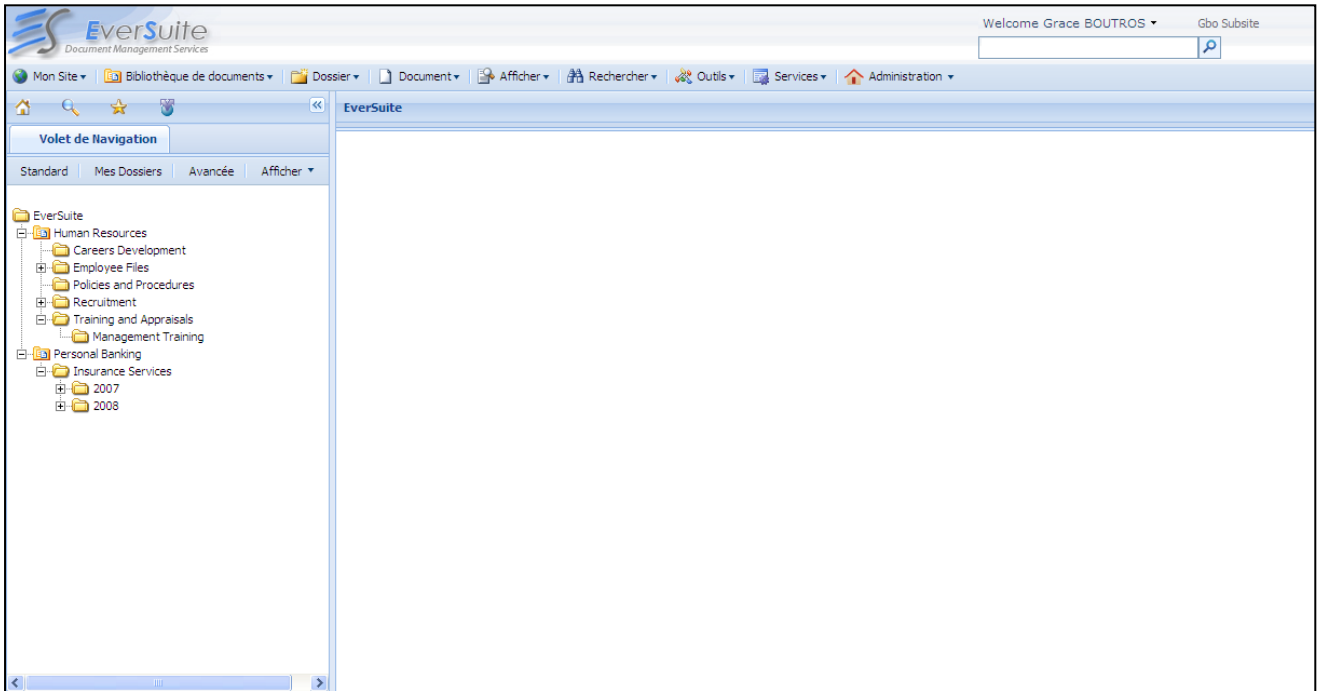 EverSuite
Document Management Services
Welcome Grace BOUTROS
Gbo Subsite
Mon Site Bibliothèque de documents Dossier Document Afficher Rechercher Outils Services Administration
EverSuite
Volet de Navigation
Standard Mes Dossiers Avancée Afficher
EverSuite
Human Resources
Careers Development
Employee Files
Policies and Procedures
Recruitment
Training and Appraisals
Management Training
Personal Banking
Insurance Services
2007
2008